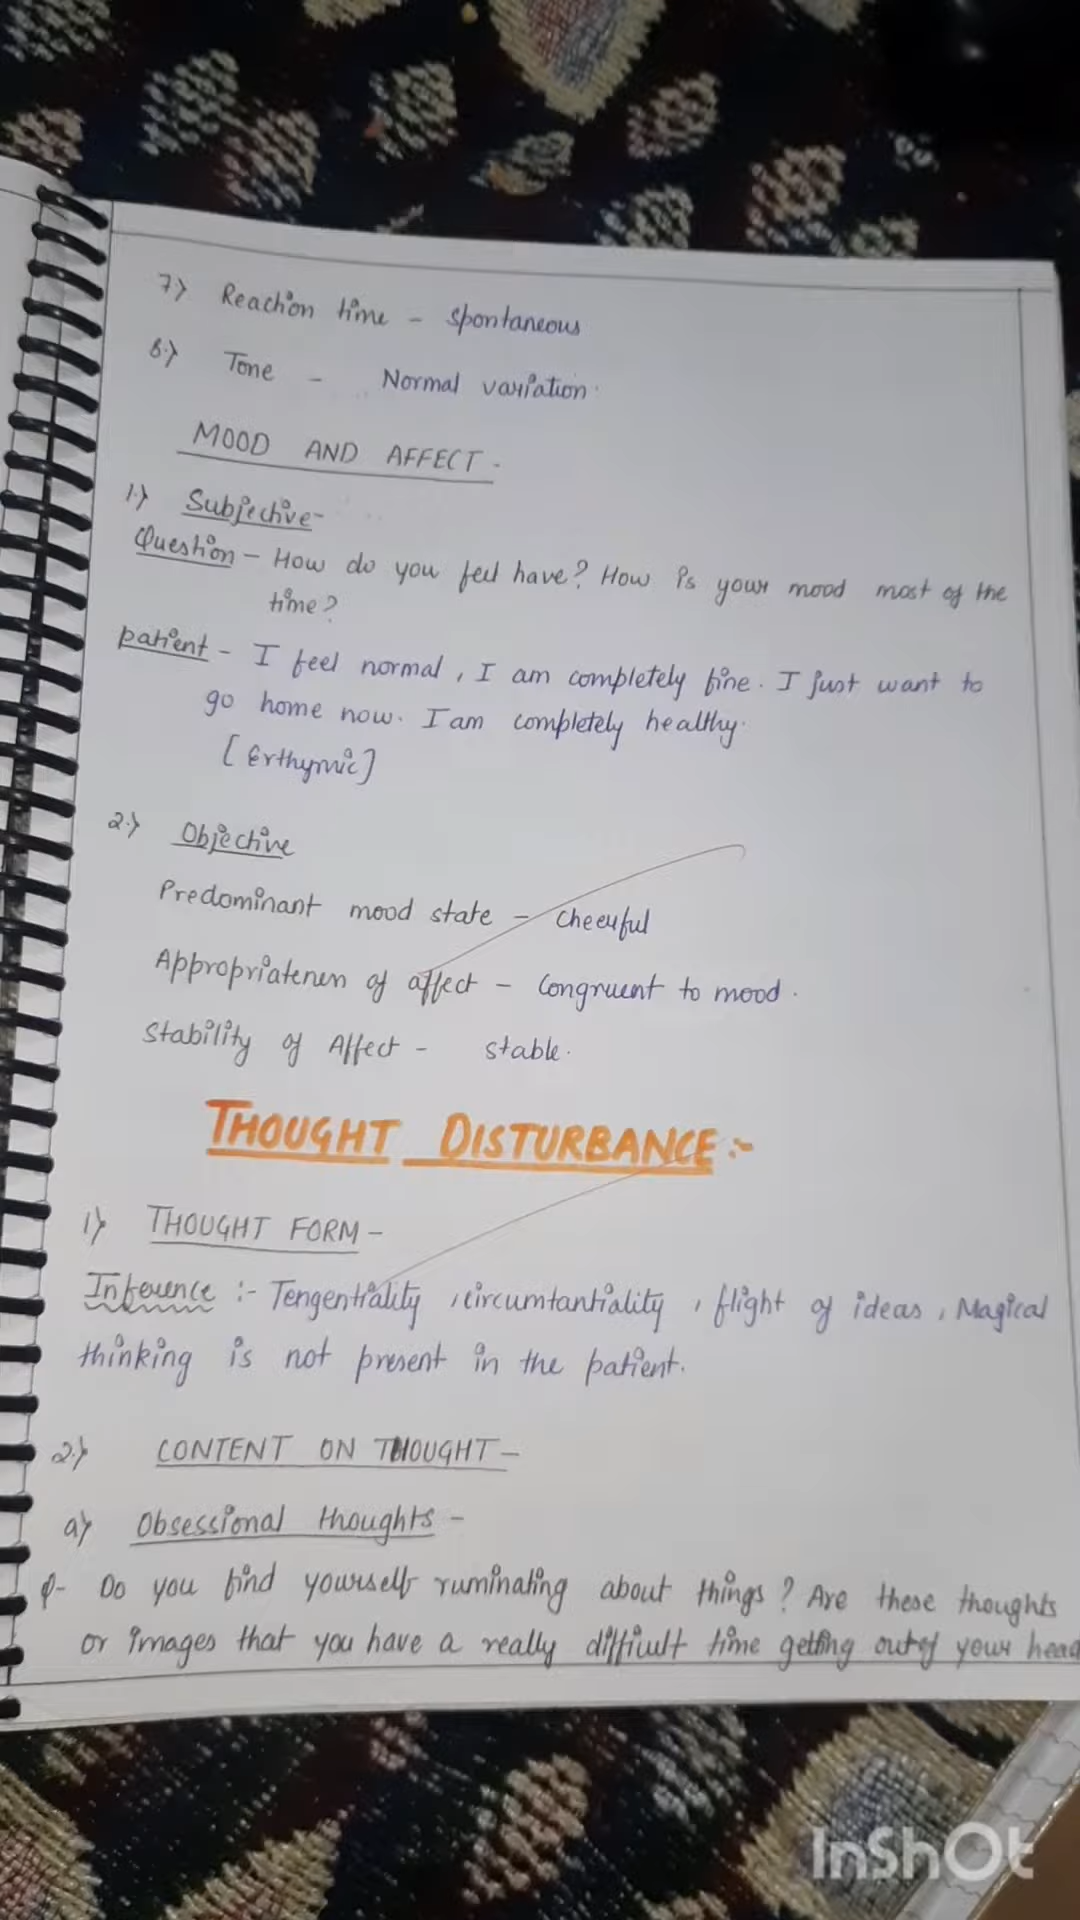 7) Reaction time - spontaneous
8.) Tone - Normal variation.
MOOD AND AFFECT -
1.) Subjective-
Question - How do you feel have? How is your mood most of the
time?
patient - I feel normal, I am completely fine. I just want to
go home now. I am completely healthy.
[Erthymic]
2.) Objective
Predominant mood state - cheerful
Appropriatenen of affect - Congruent to mood.
Stability of Affect - stable.
THOUGHT DISTURBANCE:-
1) THOUGHT FORM -
Inference :- Tengentiality, circumtantiality, flight of ideas, Magical
thinking is not present in the patient.
2.) CONTENT ON THOUGHT -
a) Obsessional thoughts -
Q- Do you find yourself ruminating about things? Are these thoughts
or images that you have a really difficult time getting out of your head
InShOt